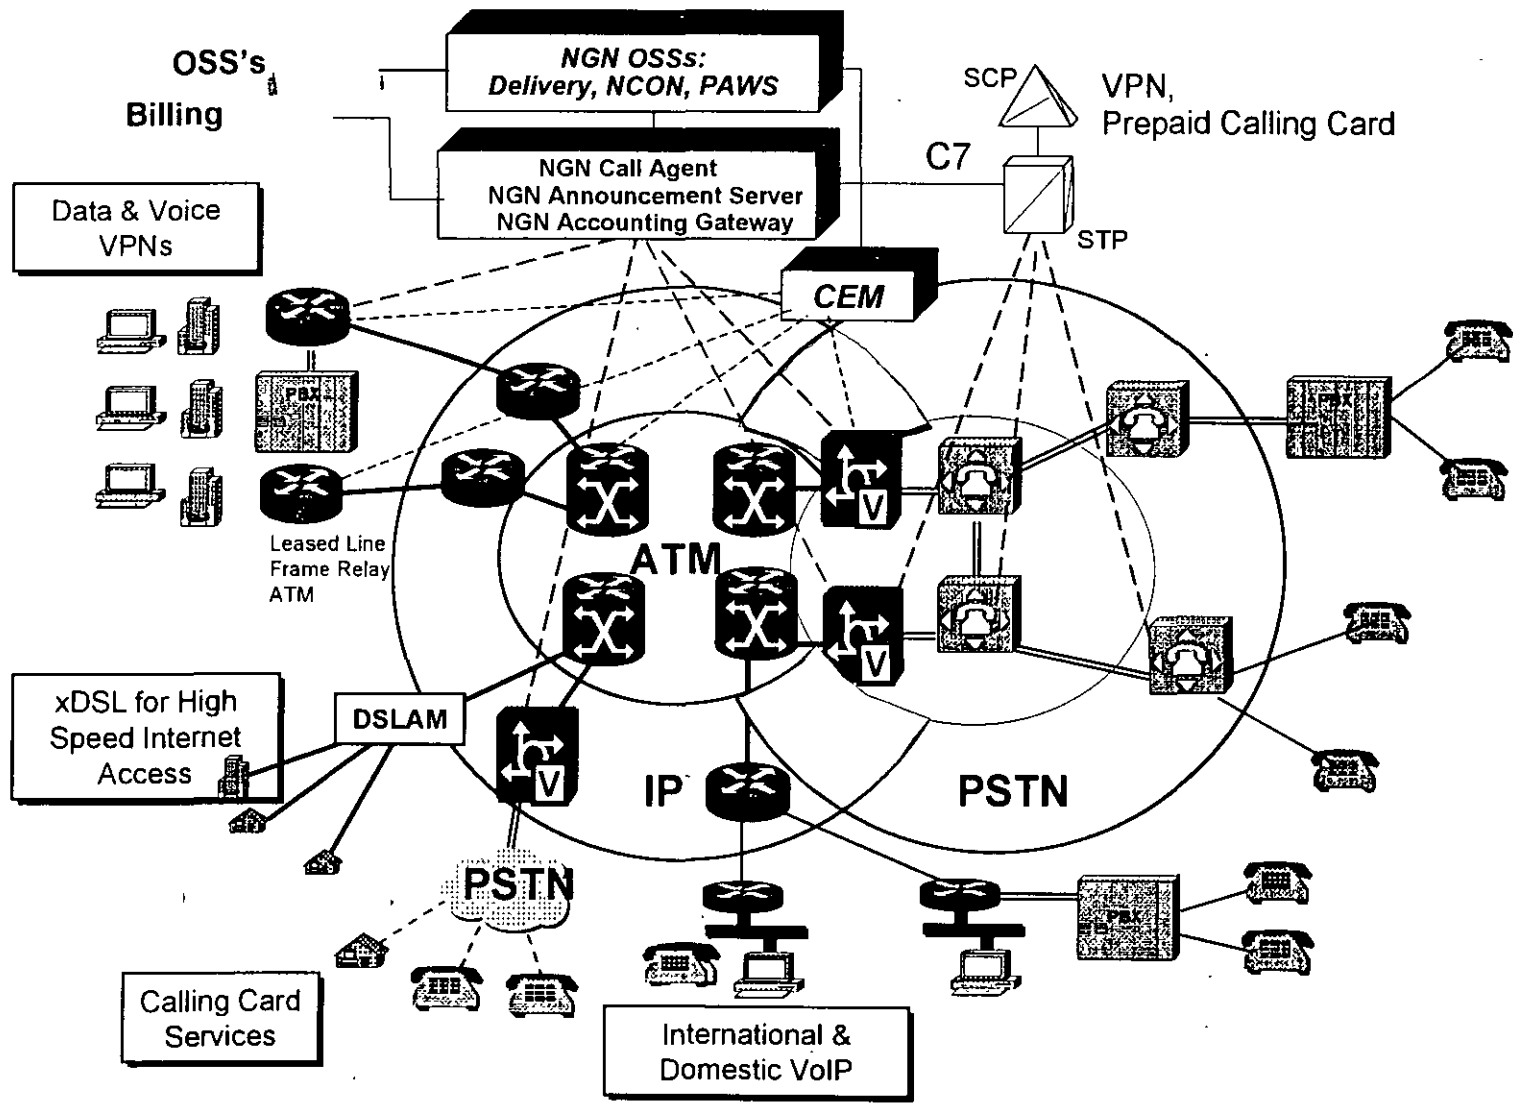 OSS's
Billing
NGN OSSs:
Delivery, NCON, PAWS
NGN Call Agent
NGN Announcement Server
NGN Accounting Gateway
SCP
VPN,
Prepaid Calling Card
C7
STP
Data & Voice
VPNs
CEM
PBX
PBX
Leased Line
Frame Relay
ATM
ATM
V
V
xDSL for High
Speed Internet
Access
DSLAM
V
IP
PSTN
PSTN
PBX
Calling Card
Services
International &
Domestic VoIP